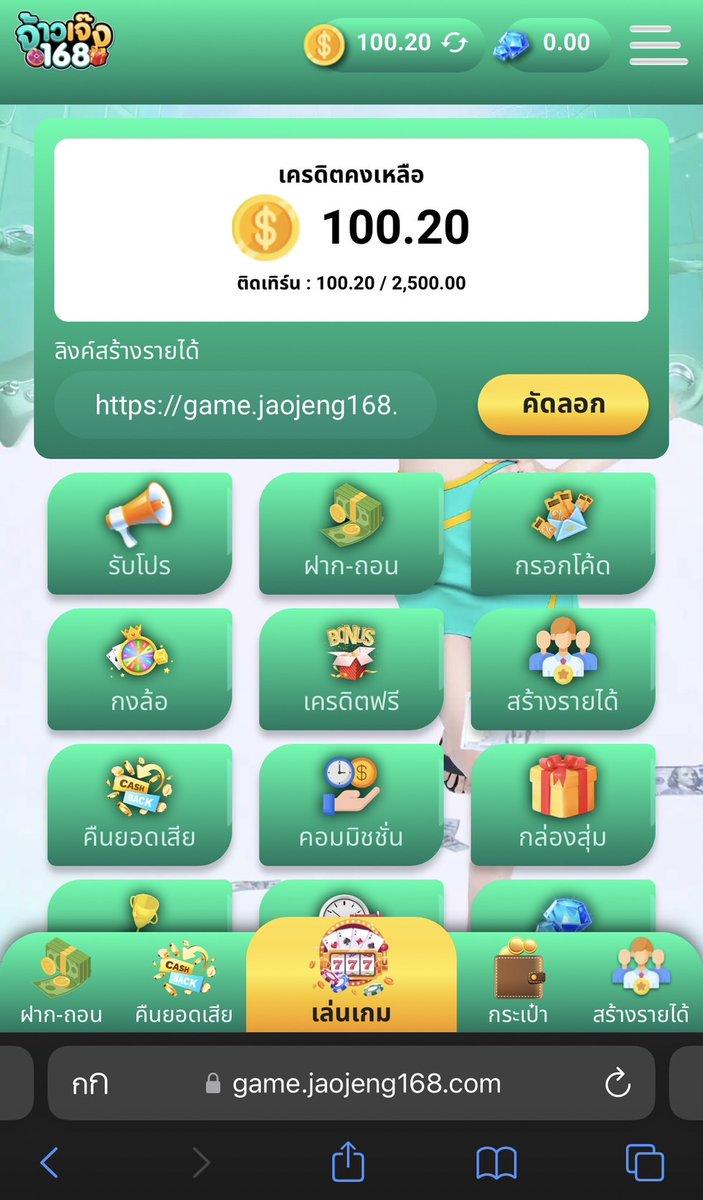 จ้าวเจ๊ง
168
100.20
0.00
เครดิตคงเหลือ
100.20
ติดเทิร์น : 100.20 / 2,500.00
ลิงค์สร้างรายได้
https://game.jaojeng168.
คัดลอก
รับโปร
ฝาก-ถอน
กรอกโค้ด
กงล้อ
BONUS
เครดิตฟรี
สร้างรายได้
CASH
BACK
คืนยอดเสีย
คอมมิชชั่น
กล่องสุ่ม
ฝาก-ถอน
CASH
BACK
คืนยอดเสีย
777
เล่นเกม
กระเป๋า
สร้างรายได้
กก
game.jaojeng168.com